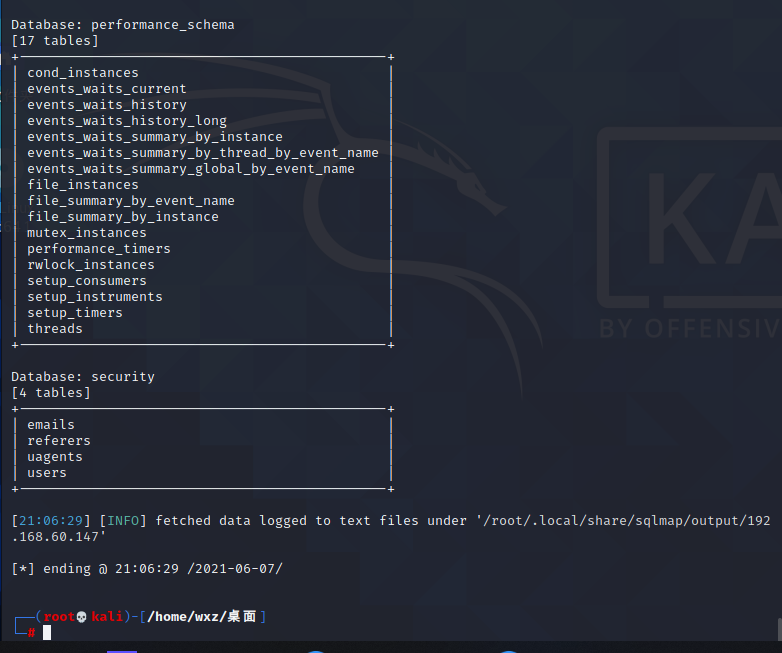 Database: performance_schema
[17 tables]
cond_instances
events_waits_current
events_waits_history
events_waits_history_long
events_waits_summary_by_instance
events_waits_summary_by_thread_by_event_name
events_waits_summary_global_by_event_name
file_instances
file_summary_by_event_name
file_summary_by_instance
mutex_instances
performance_timers
rwlock_instances
setup_consumers
setup_instruments
setup_timers
threads
Database: security
[4 tables]
emails
referers
uagents
users
[21:06:29] [INFO] fetched data logged to text files under '/root/.local/share/sqlmap/output/192
.168.60.147'
[*] ending @ 21:06:29 /2021-06-07/
(root💀kali)-[/home/wxz/桌面]
#
KA
BY OFFENSIV